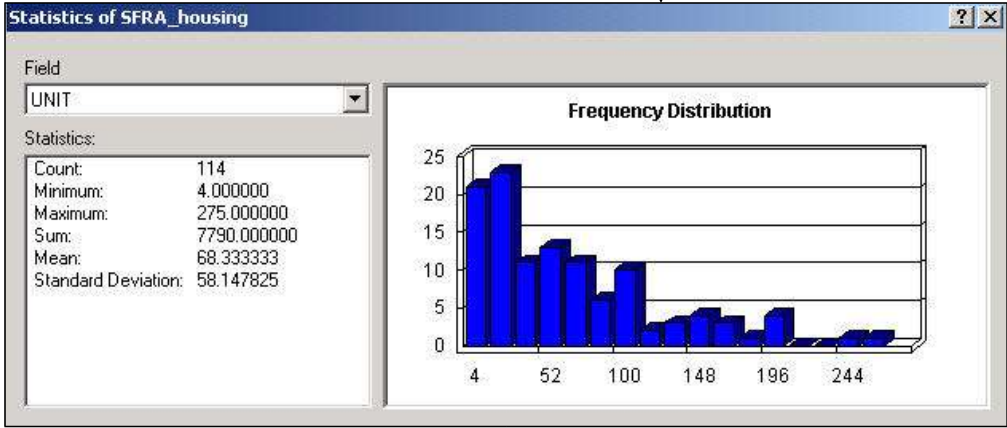 Statistics of SFRA_housing
Field
UNIT
Statistics:
Count: 114
Minimum: 4.000000
Maximum: 275.000000
Sum: 7790.000000
Mean: 68.333333
Standard Deviation: 58.147825
Frequency Distribution
25
20
15
10
5
0
4 52 100 148 196 244